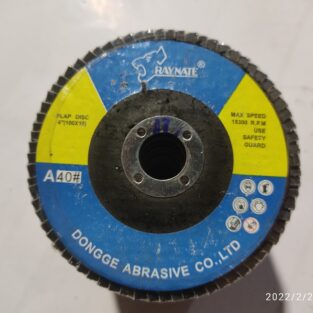 RAYNATE
FLAP DISC
4"(100X16)
MAX SPEED
15300 R.P.M
USE
SAFETY
GUARD
A40#
DONGGE ABRASIVE CO.,LTD
2022/2/2